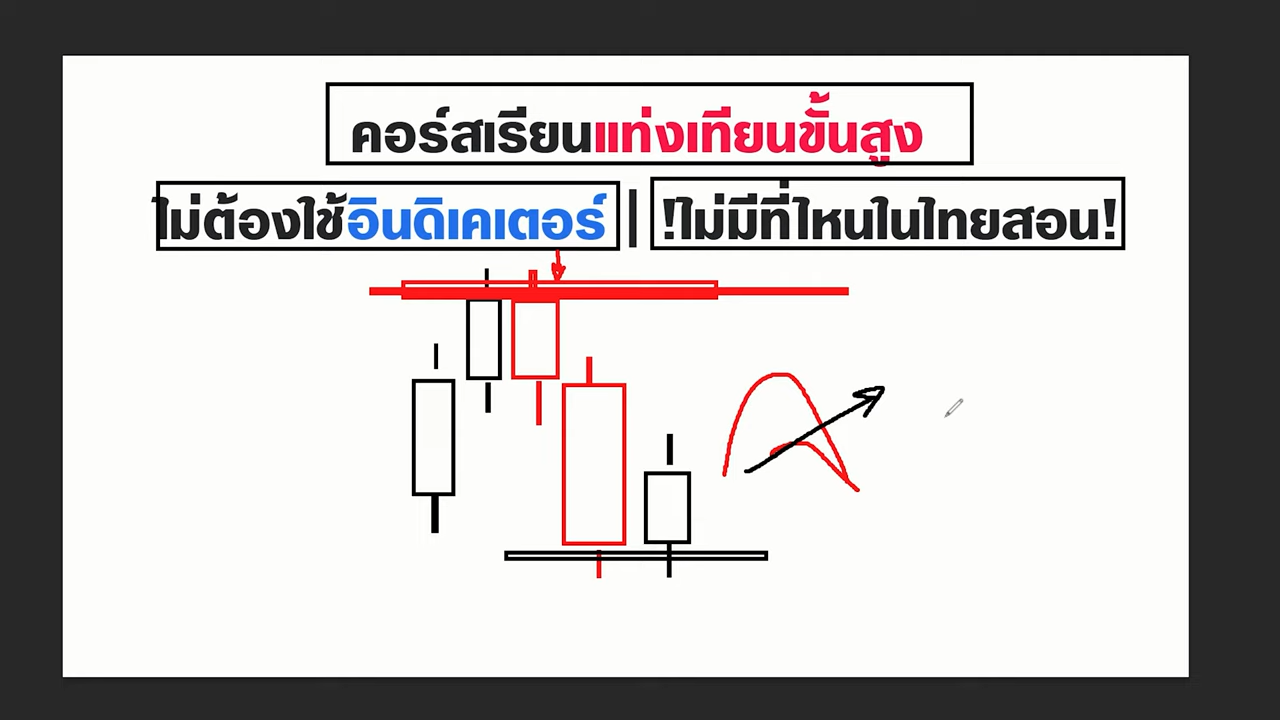 คอร์สเรียนแท่งเทียนขั้นสูง
ไม่ต้องใช้อินดิเคเตอร์ | !ไม่มีที่ไหนในไทยสอน!